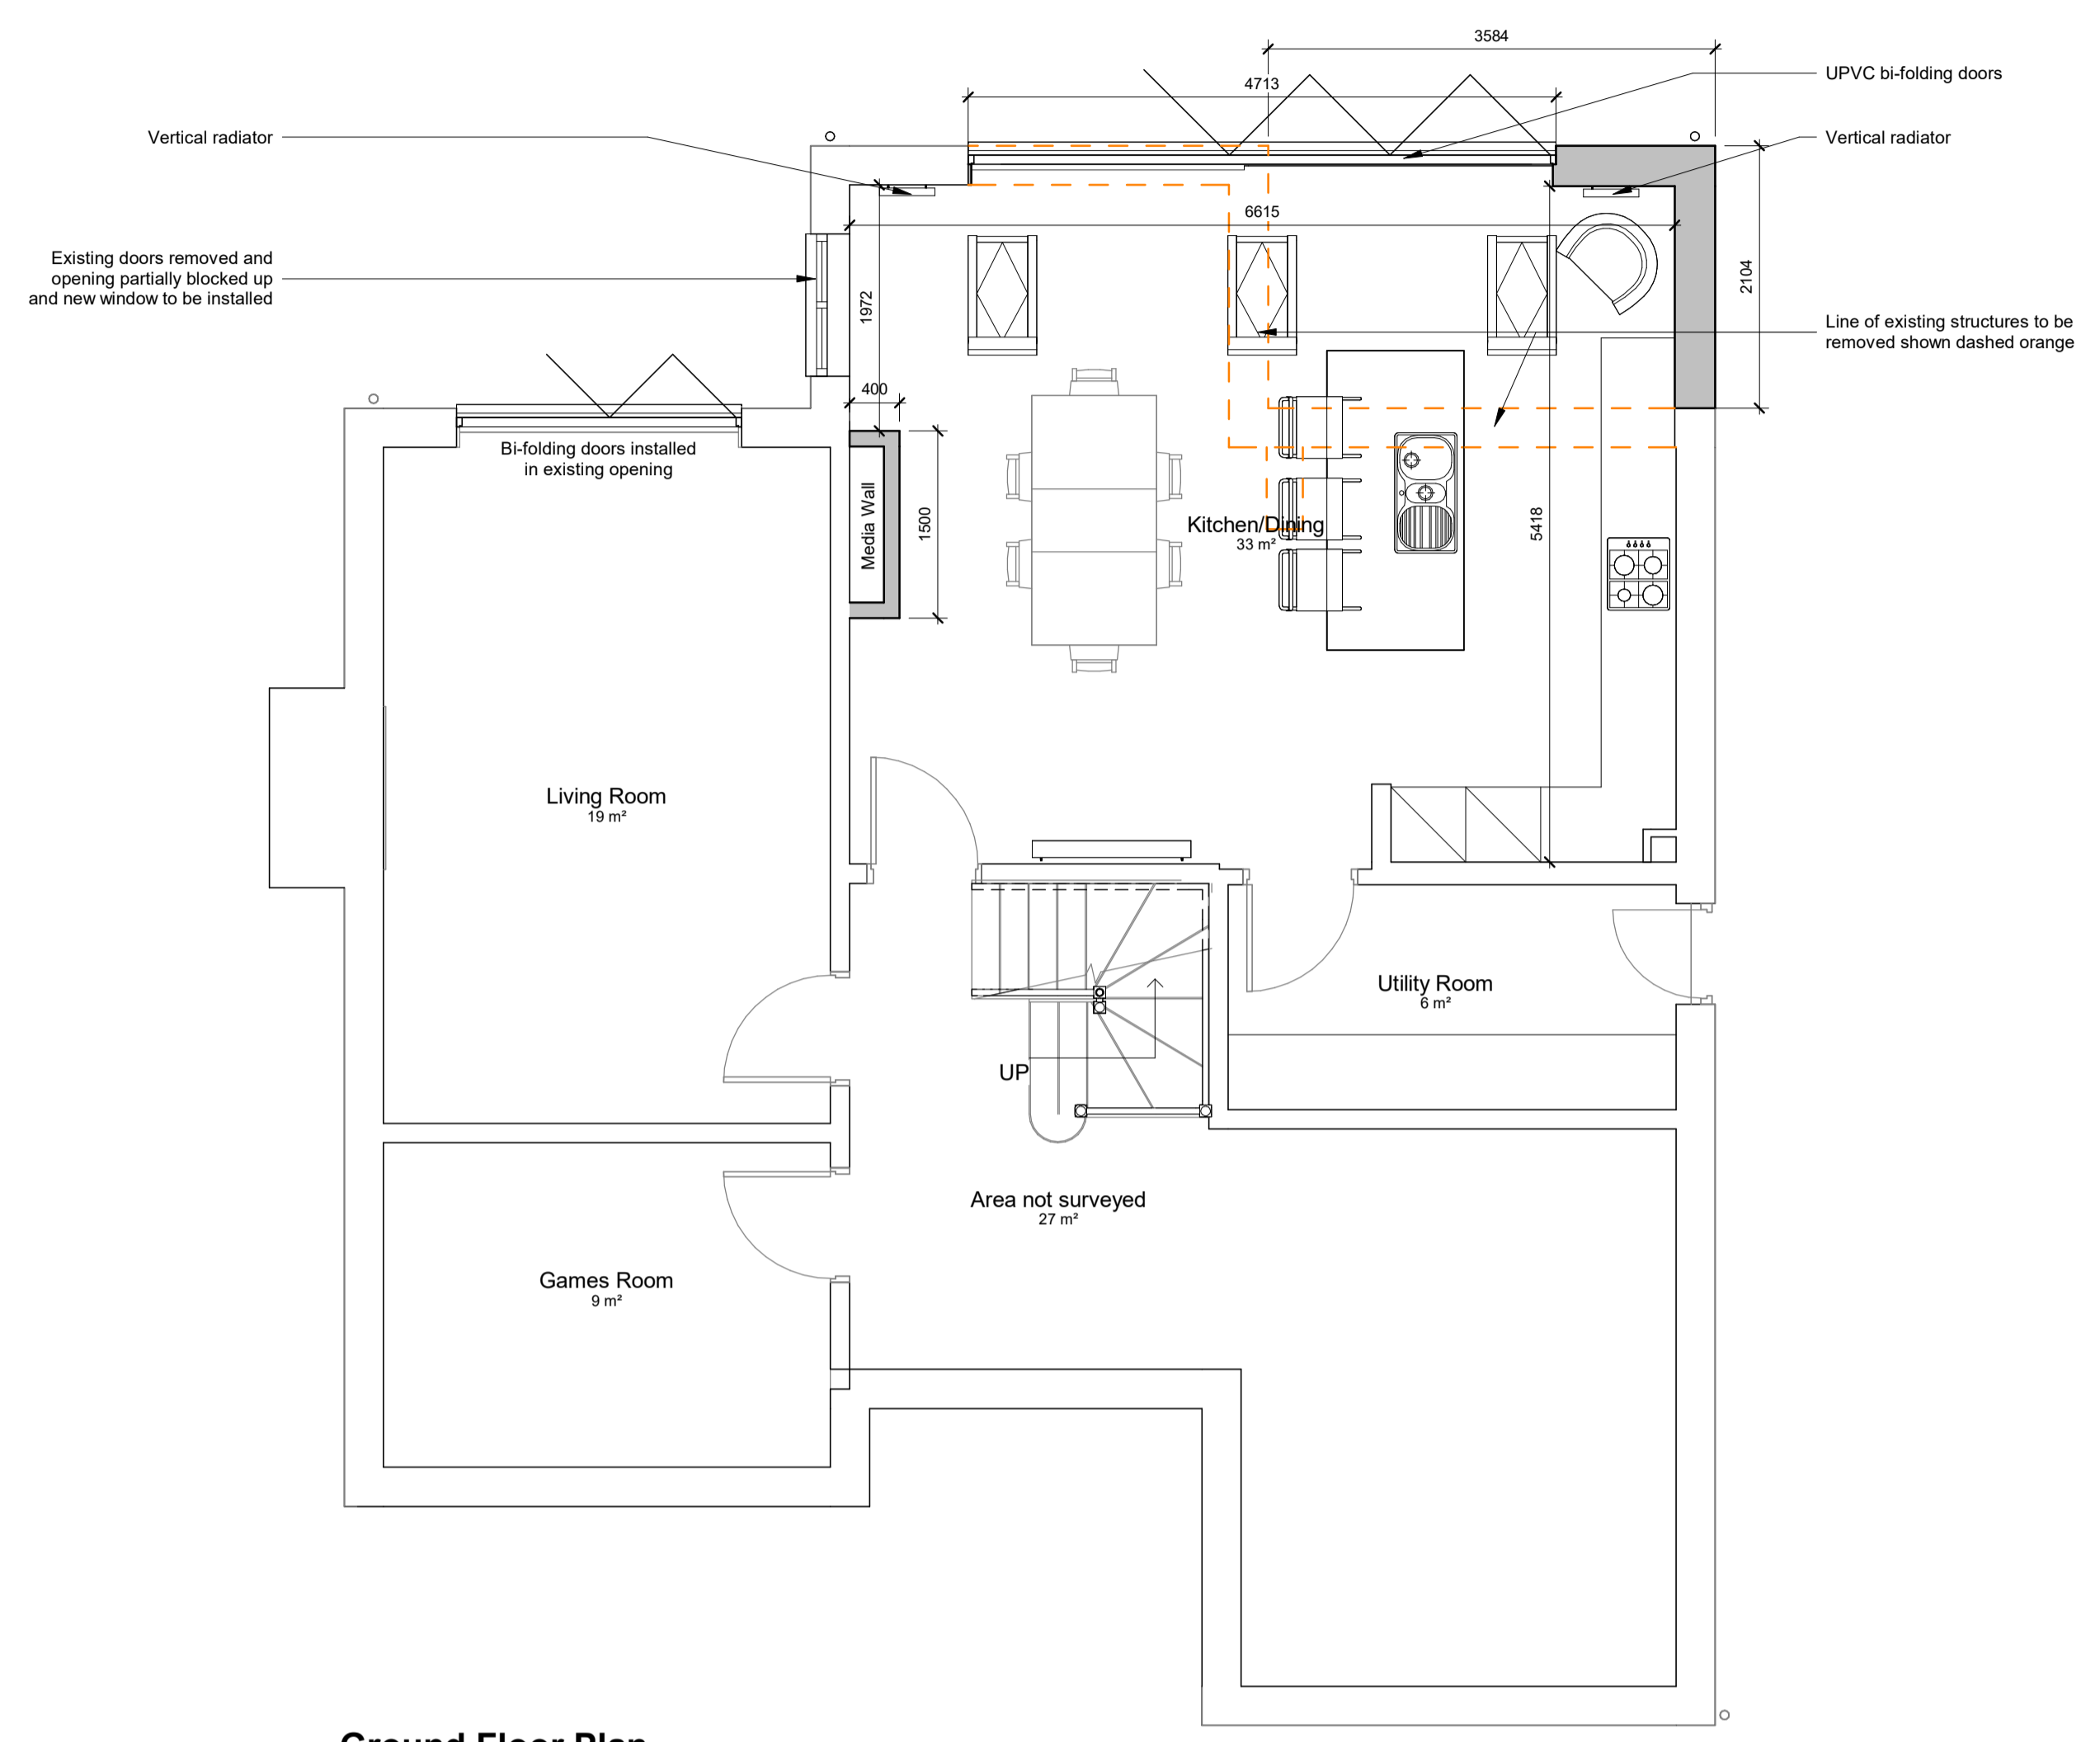 3584
UPVC bi-folding doors
4713
Vertical radiator
Vertical radiator
6615
Existing doors removed and
opening partially blocked up
and new window to be installed
2104
1972
Line of existing structures to be
removed shown dashed orange
400
Bi-folding doors installed
in existing opening
Media Wall
1500
5418
Kitchen/Dining
33 m²
Living Room
19 m²
Utility Room
6 m²
UP
Area not surveyed
27 m²
Games Room
9 m²
Ground Floor Plan